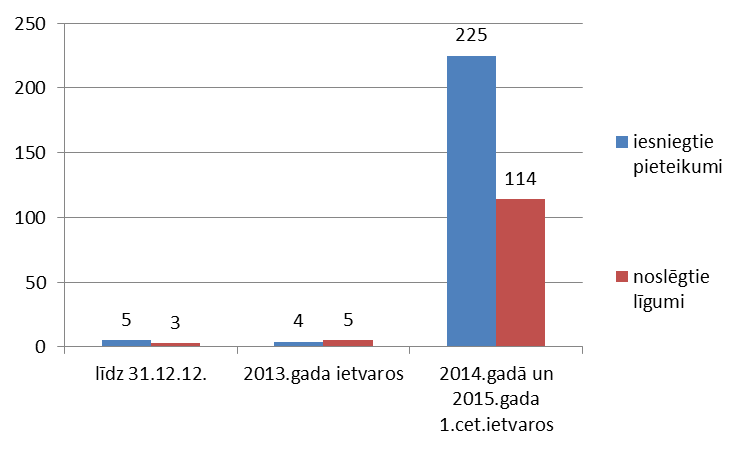 250
200
150
100
50
0
225
114
5
3
4
5
līdz 31.12.12.
2013.gada ietvaros
2014.gadā un
2015.gada
1.cet.ietvaros
iesniegtie
pieteikumi
noslēgtie
līgumi